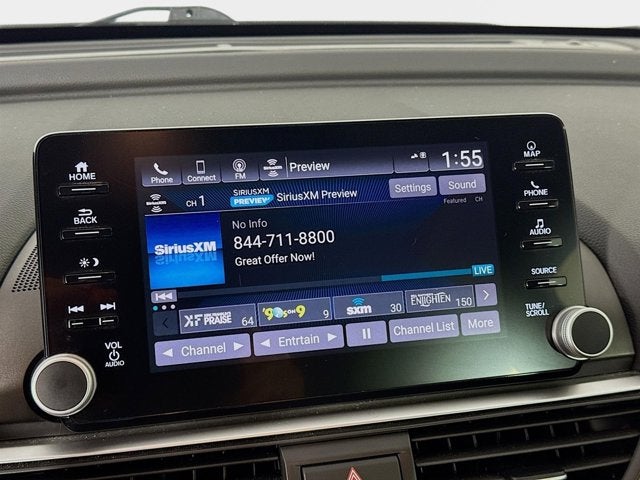 HOME
BACK
VOL
AUDIO
Phone
Connect
FM
Preview
1:55
CH 1
SIRIUSXM
PREVIEW
SiriusXM Preview
Settings
Sound
Featured CH
SiriusXM
No Info
844-711-8800
Great Offer Now!
LIVE
PRAISE 64
9
sxm 30
ENLIGHTEN 150
Channel
Entrtain
Channel List
More
MAP
PHONE
AUDIO
SOURCE
TUNE/
SCROLL